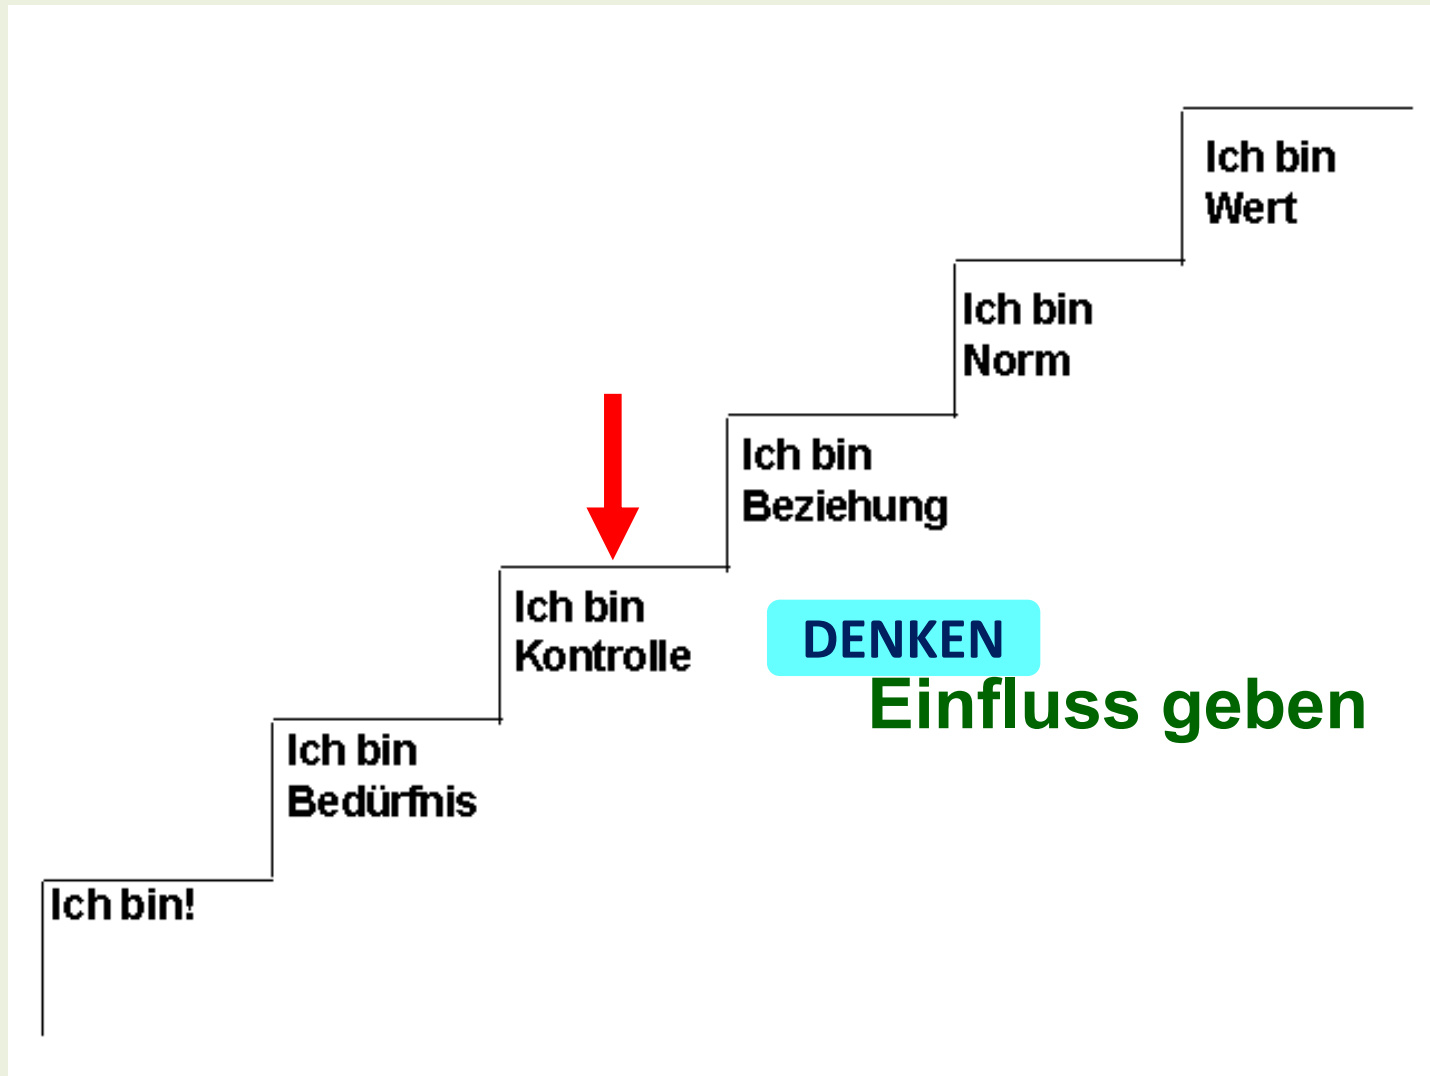 Ich bin
Wert
Ich bin
Norm
Ich bin
Beziehung
Ich bin
Kontrolle
DENKEN
Einfluss geben
Ich bin
Bedürfnis
Ich bin!